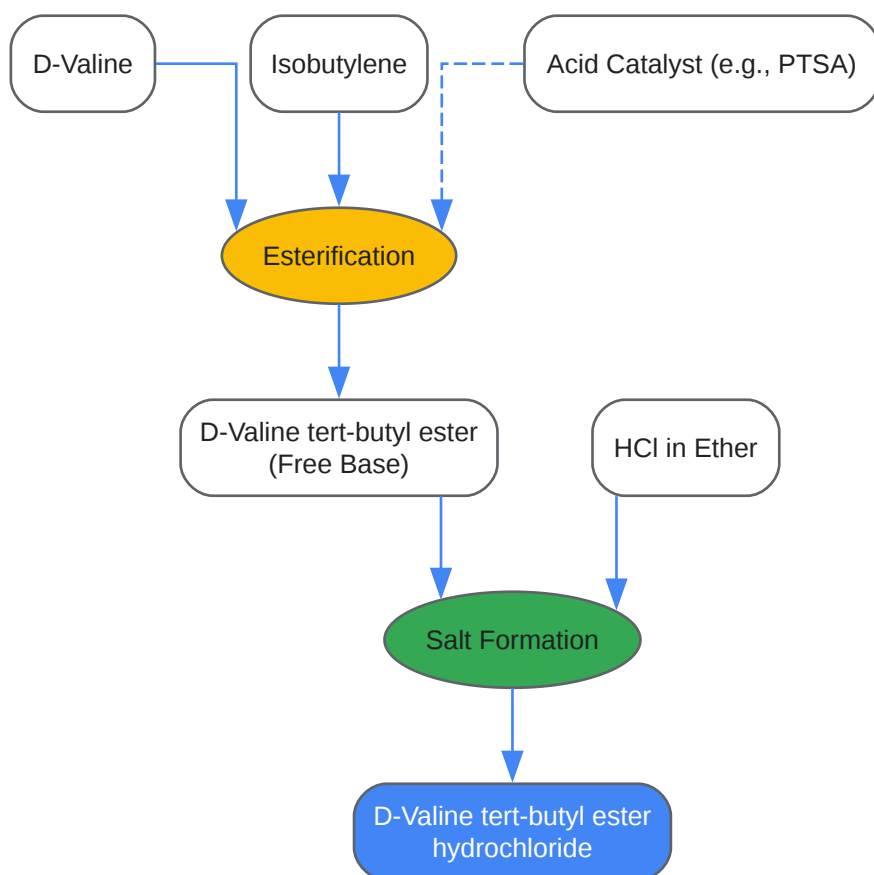 D-Valine
Isobutylene
Acid Catalyst (e.g., PTSA)
Esterification
D-Valine tert-butyl ester
(Free Base)
HCl in Ether
Salt Formation
D-Valine tert-butyl ester
hydrochloride